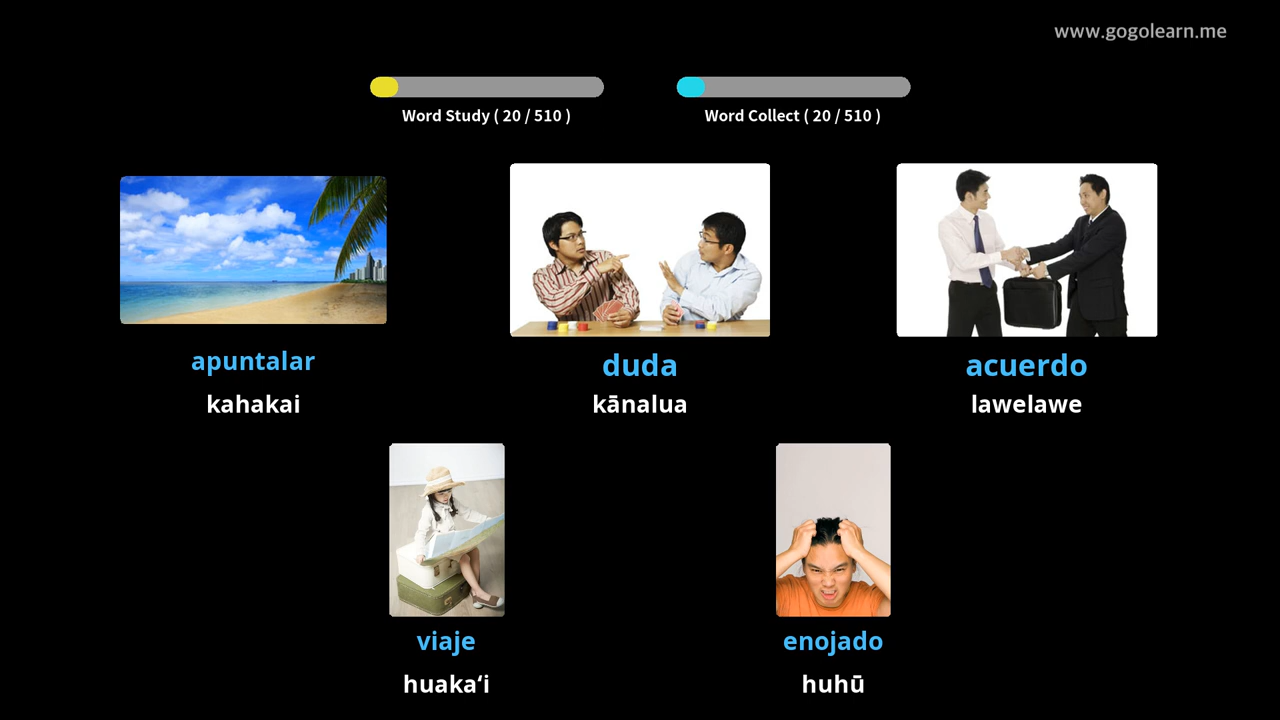 www.gogolearn.me
Word Study ( 20 / 510 )
Word Collect ( 20 / 510 )
apuntalar
kahakai
duda
kānalua
acuerdo
lawelawe
viaje
huakaʻi
enojado
huhū